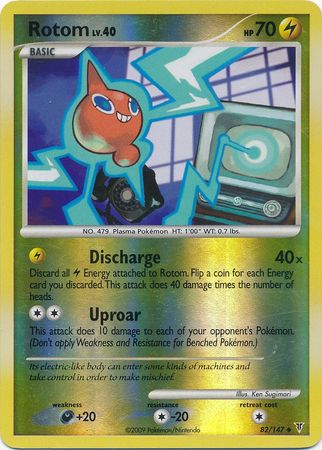 Rotom LV.40 HP 70
BASIC
NO. 479 Plasma Pokémon HT: 1'00" WT: 0.7 lbs.
Discharge 40x
Discard all Energy attached to Rotom. Flip a coin for each Energy
card you discarded. This attack does 40 damage times the number
of heads.
Uproar
This attack does 10 damage to each of your opponent's Pokémon.
(Don't apply Weakness and Resistance for Benched Pokémon.)
Its electric-like body can enter some kinds of machines and
take control in order to make mischief.
Illus. Ken Sugimori
weakness resistance retreat cost
+20 -20
©2009 Pokémon/Nintendo 82/147